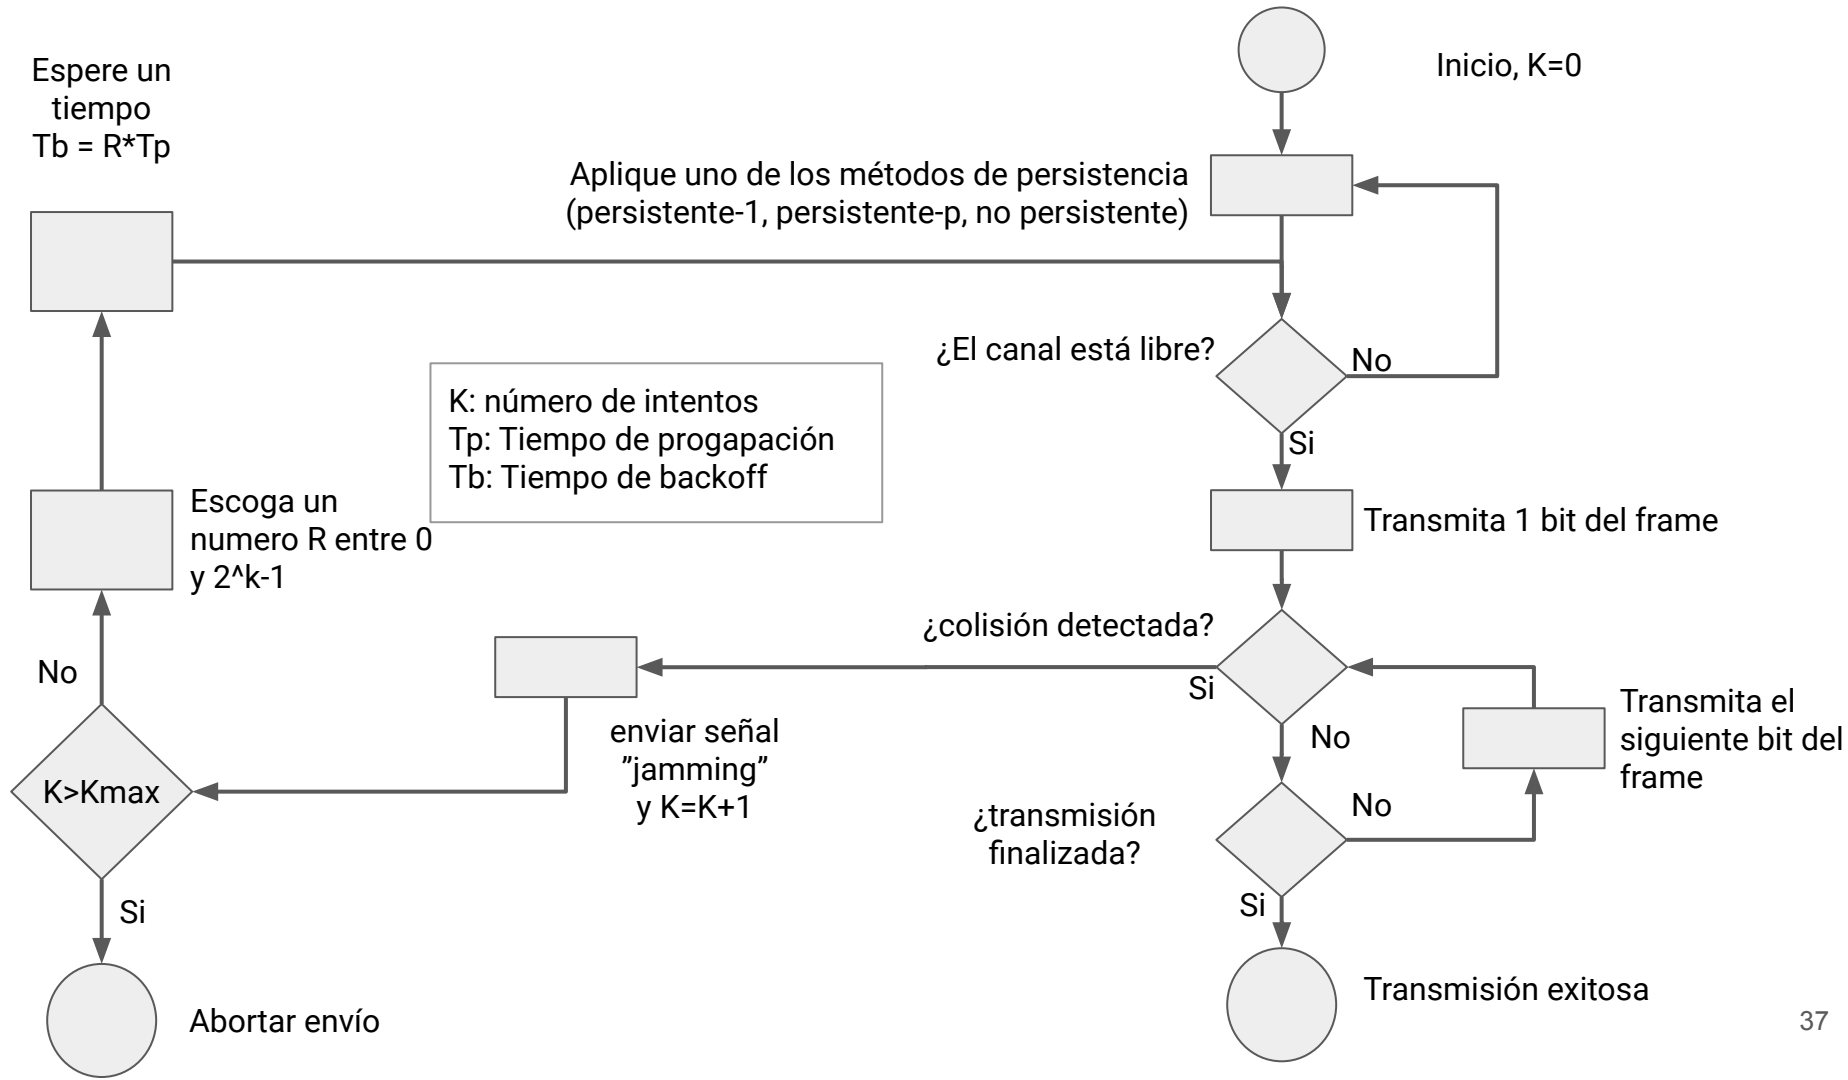 Inicio, K=0
Espere un
tiempo
Tb = R*Tp
Aplique uno de los métodos de persistencia
(persistente-1, persistente-p, no persistente)
¿El canal está libre?
No
Si
K: número de intentos
Tp: Tiempo de progapación
Tb: Tiempo de backoff
Escoga un
numero R entre 0
y 2^k-1
Transmita 1 bit del frame
¿colisión detectada?
Si
No
Transmita el
siguiente bit del
frame
enviar señal
”jamming”
y K=K+1
No
K>Kmax
Si
¿transmisión
finalizada?
No
Si
Abortar envío
Transmisión exitosa
37